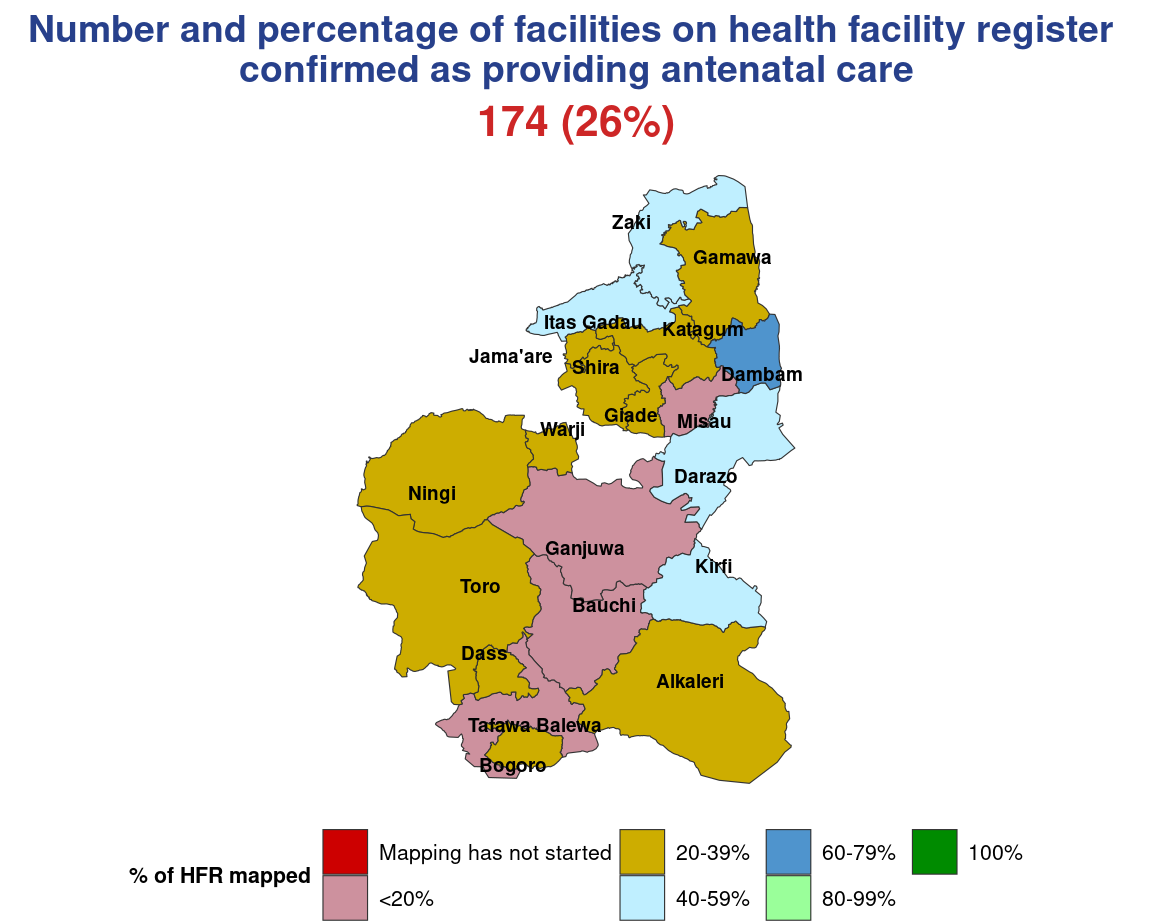 Number and percentage of facilities on health facility register
confirmed as providing antenatal care
174 (26%)
Zaki
Gamawa
Itas Gadau
Katagum
Jama'are
Shira
Dambam
Giade
Misau
Warji
Darazo
Ningi
Ganjuwa
Kirfi
Toro
Bauchi
Dass
Alkaleri
Tafawa Balewa
Bogoro
% of HFR mapped
Mapping has not started
<20%
20-39%
40-59%
60-79%
80-99%
100%